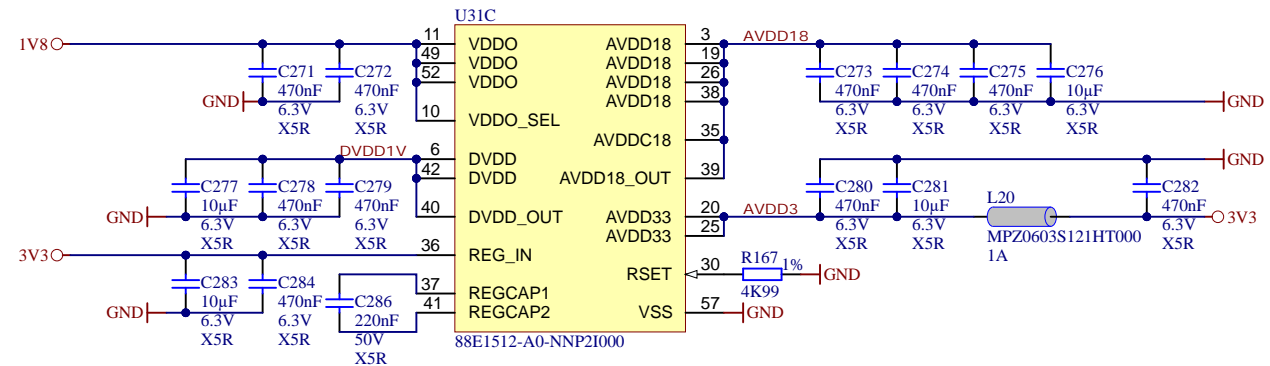 U31C
1V8
11
VDDO
49
VDDO
52
VDDO
10
VDDO_SEL
C271
470nF
6.3V
X5R
C272
470nF
6.3V
X5R
GND
DVDD1V
6
DVDD
42
DVDD
40
DVDD_OUT
C277
10µF
6.3V
X5R
C278
470nF
6.3V
X5R
C279
470nF
6.3V
X5R
GND
3V3
36
REG_IN
37
REGCAP1
41
REGCAP2
C283
10µF
6.3V
X5R
C284
470nF
6.3V
X5R
C286
220nF
50V
X5R
GND
88E1512-A0-NNP2I000
AVDD18
3
AVDD18
AVDD18
19
AVDD18
26
AVDD18
38
AVDDC18
35
AVDD18_OUT
39
C273
470nF
6.3V
X5R
C274
470nF
6.3V
X5R
C275
470nF
6.3V
X5R
C276
10µF
6.3V
X5R
GND
GND
AVDD33
20
AVDD3
AVDD33
25
C280
470nF
6.3V
X5R
C281
10µF
6.3V
X5R
L20
MPZ0603S121HT000
1A
C282
470nF
6.3V
X5R
3V3
RSET
30
R167
1%
4K99
GND
VSS
57
GND